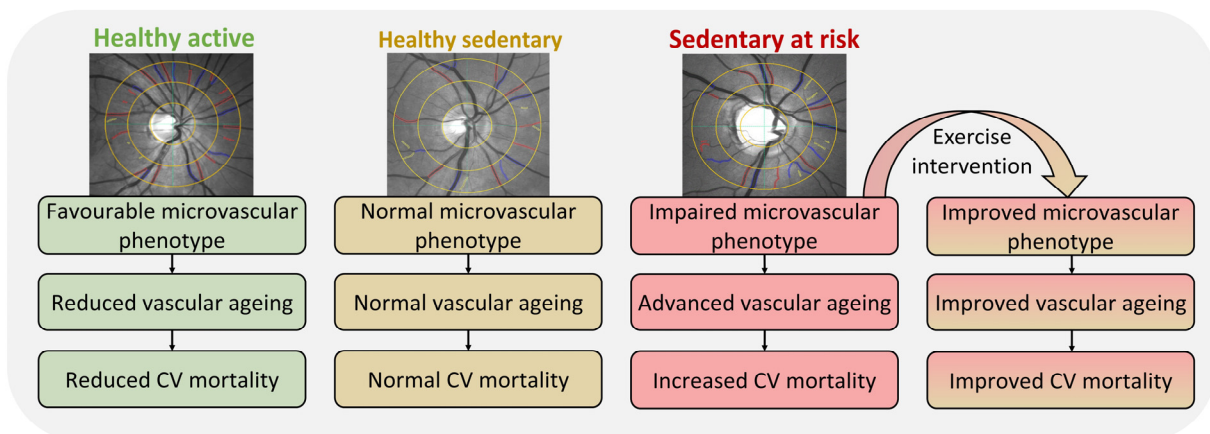 Healthy active
Healthy sedentary
Sedentary at risk
Exercise
intervention
Favourable microvascular
phenotype
Normal microvascular
phenotype
Impaired microvascular
phenotype
Improved microvascular
phenotype
Reduced vascular ageing
Normal vascular ageing
Advanced vascular ageing
Improved vascular ageing
Reduced CV mortality
Normal CV mortality
Increased CV mortality
Improved CV mortality